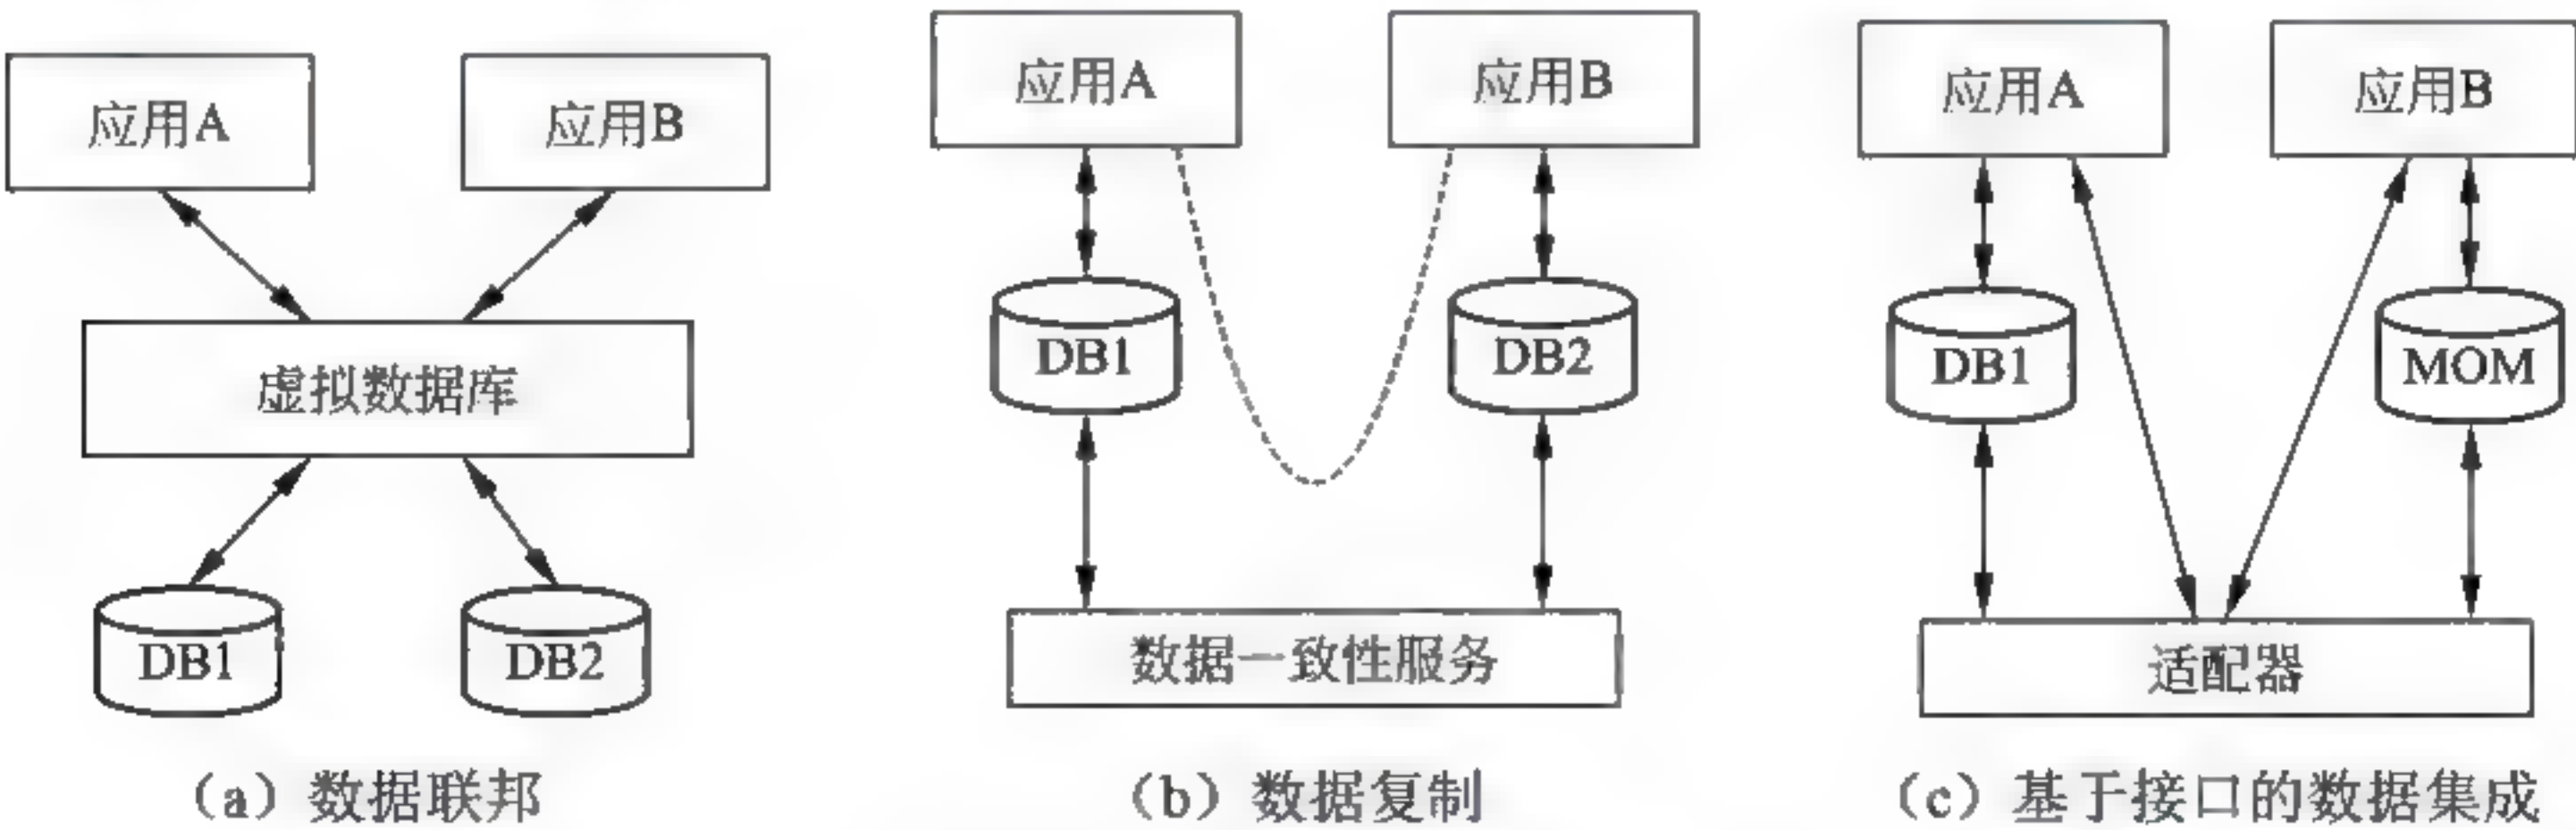 应用A
应用B
虚拟数据库
DB1
DB2
(a)数据联邦
应用A
应用B
DB1
DB2
数据一致性服务
(b)数据复制
应用A
应用B
DB1
MOM
适配器
(c)基于接口的数据集成